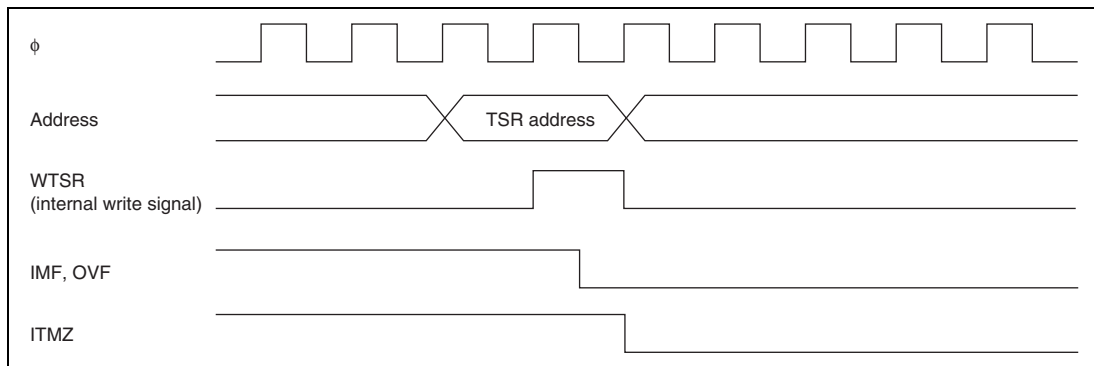 ϕ
Address
TSR address
WTSR
(internal write signal)
IMF, OVF
ITMZ